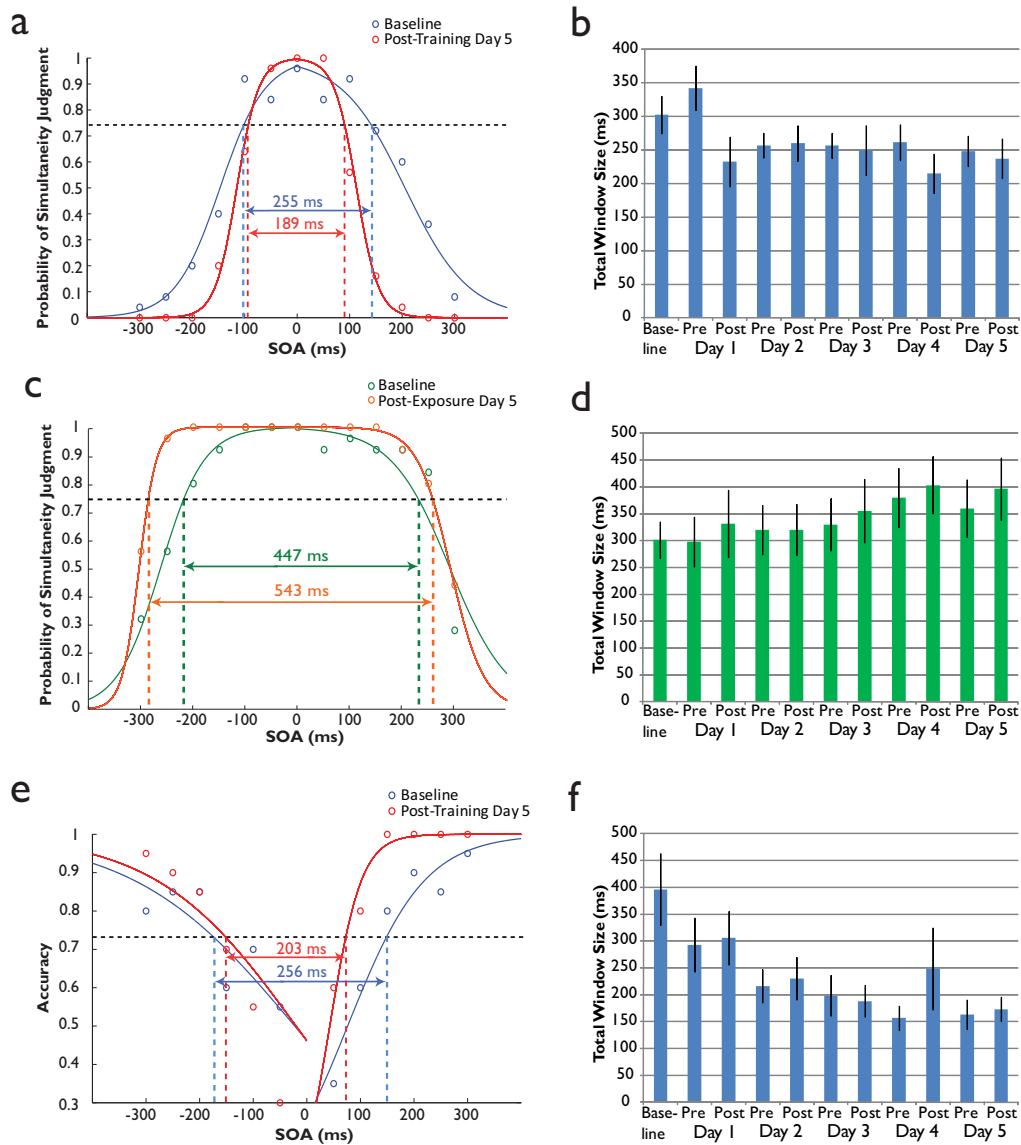 a
Baseline
Post-Training Day 5
Probability of Simultaneity Judgment
1
0.9
0.8
0.7
0.6
0.5
0.4
0.3
0.2
0.1
0
255 ms
189 ms
-300 -200 -100 0 100 200 300
SOA (ms)
b
Total Window Size (ms)
400
350
300
250
200
150
100
50
0
Base- Pre Post Pre Post Pre Post Pre Post Pre Post
line Day 1 Day 2 Day 3 Day 4 Day 5
c
Baseline
Post-Exposure Day 5
Probability of Simultaneity Judgment
1
0.9
0.8
0.7
0.6
0.5
0.4
0.3
0.2
0.1
0
447 ms
543 ms
-300 -200 -100 0 100 200 300
SOA (ms)
d
Total Window Size (ms)
500
450
400
350
300
250
200
150
100
50
0
Base- Pre Post Pre Post Pre Post Pre Post Pre Post
line Day 1 Day 2 Day 3 Day 4 Day 5
e
Baseline
Post-Training Day 5
Accuracy
1
0.9
0.8
0.7
0.6
0.5
0.4
0.3
203 ms
256 ms
-300 -200 -100 0 100 200 300
SOA (ms)
f
Total Window Size (ms)
500
450
400
350
300
250
200
150
100
50
0
Base- Pre Post Pre Post Pre Post Pre Post Pre Post
line Day 1 Day 2 Day 3 Day 4 Day 5